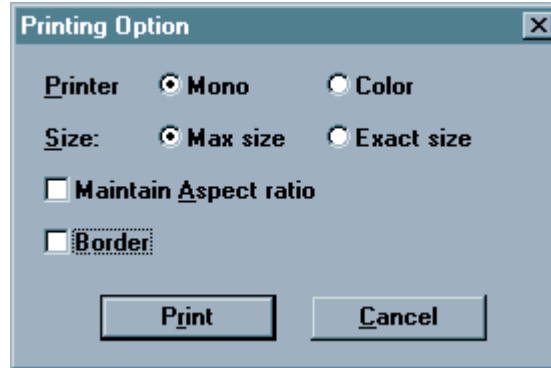 Printing Option
Printer Mono Color
Size: Max size Exact size
Maintain Aspect ratio
Border
Print Cancel